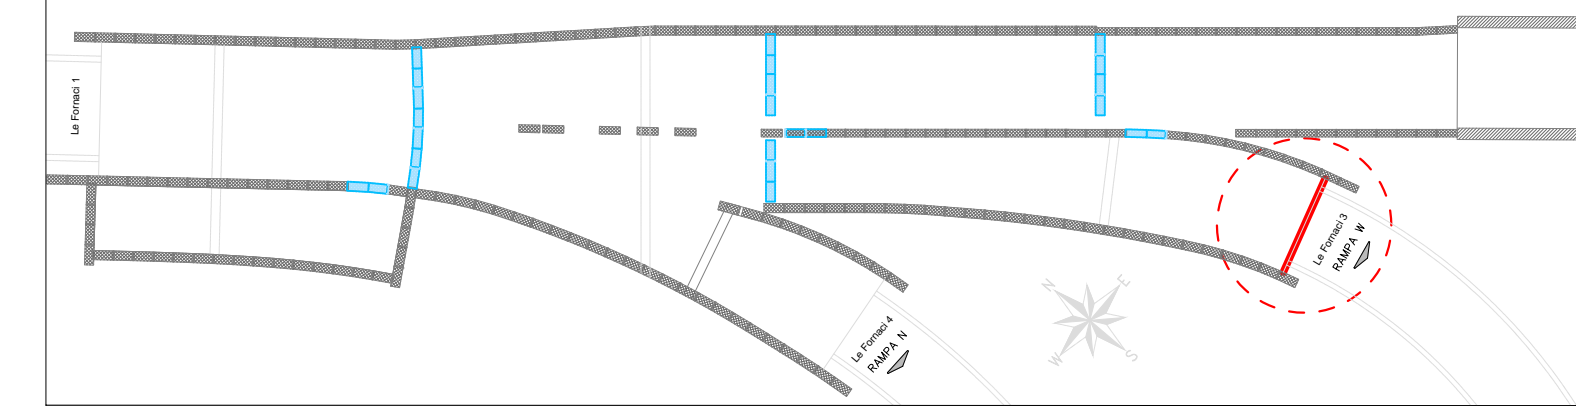 Le Fornaci 1
Le Fornaci 4
RAMPA N
N
E
W
S
Le Fornaci 3
RAMPA W